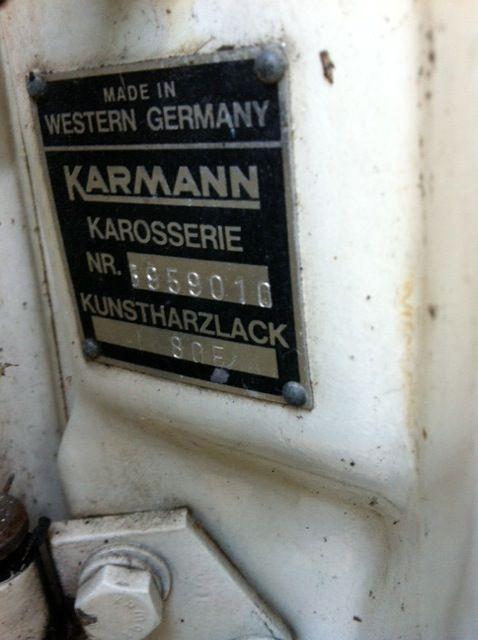 MADE IN
WESTERN GERMANY
KARMANN
KAROSSERIE
NR.
KUNSTHARZLACK